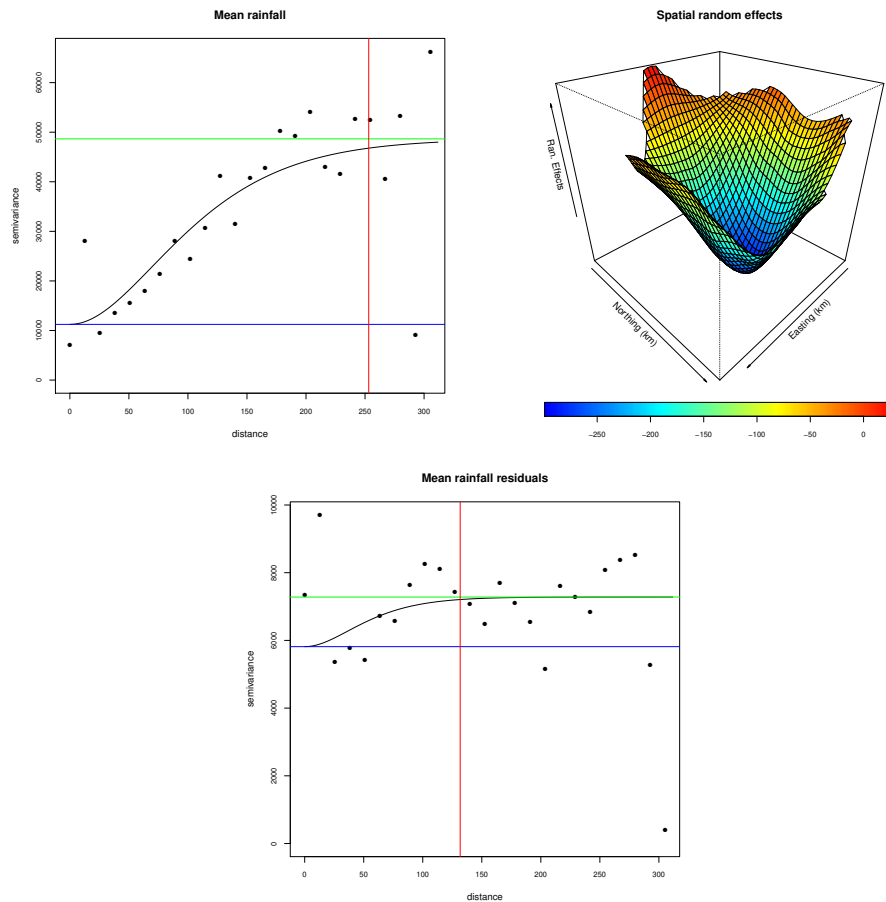 Mean rainfall
semivariance
0 10000 20000 30000 40000 50000 60000
0 50 100 150 200 250 300
distance
Spatial random effects
Ran. Effects
Northing (km)
Easting (km)
−250 −200 −150 −100 −50 0
Mean rainfall residuals
semivariance
0 2000 4000 6000 8000 10000
0 50 100 150 200 250 300
distance